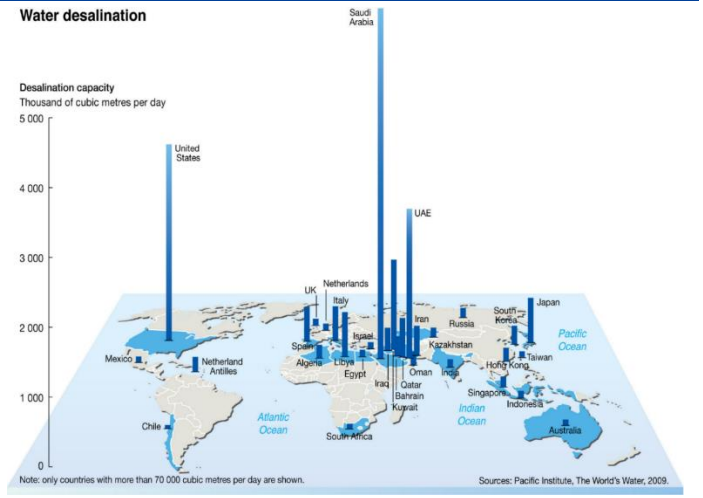 Water desalination
Desalination capacity
Thousand of cubic metres per day
5 000
4 000
3 000
2 000
1 000
0
Saudi
Arabia
United
States
UAE
UK
Netherlands
Italy
Israel
Iran
Russia
South
Korea
Japan
Pacific
Ocean
Mexico
Netherland
Antilles
Spain
Algeria
Libya
Egypt
Iraq
Kuwait
Bahrain
Qatar
Oman
Kazakhstan
India
Hong Kong
Taiwan
Singapore
Indonesia
Indian
Ocean
Atlantic
Ocean
Chile
South Africa
Australia
Note: only countries with more than 70 000 cubic metres per day are shown.
Sources: Pacific Institute, The World's Water, 2009.